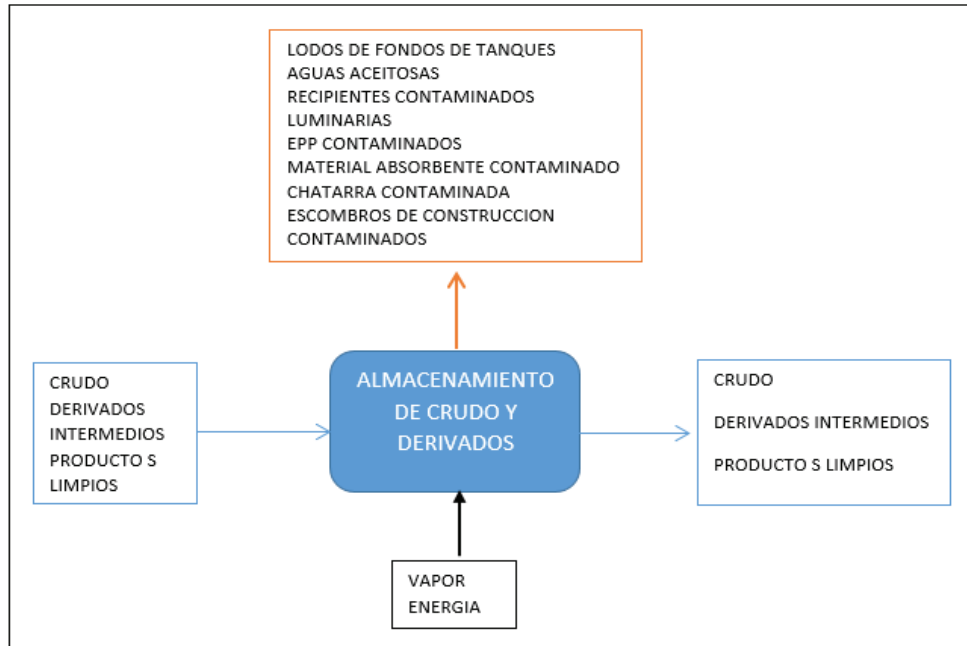 LODOS DE FONDOS DE TANQUES
AGUAS ACEITOSAS
RECIPIENTES CONTAMINADOS
LUMINARIAS
EPP CONTAMINADOS
MATERIAL ABSORBENTE CONTAMINADO
CHATARRA CONTAMINADA
ESCOMBROS DE CONSTRUCCION
CONTAMINADOS
CRUDO
DERIVADOS
INTERMEDIOS
PRODUCTO S
LIMPIOS
ALMACENAMIENTO
DE CRUDO Y
DERIVADOS
CRUDO
DERIVADOS INTERMEDIOS
PRODUCTO S LIMPIOS
VAPOR
ENERGIA